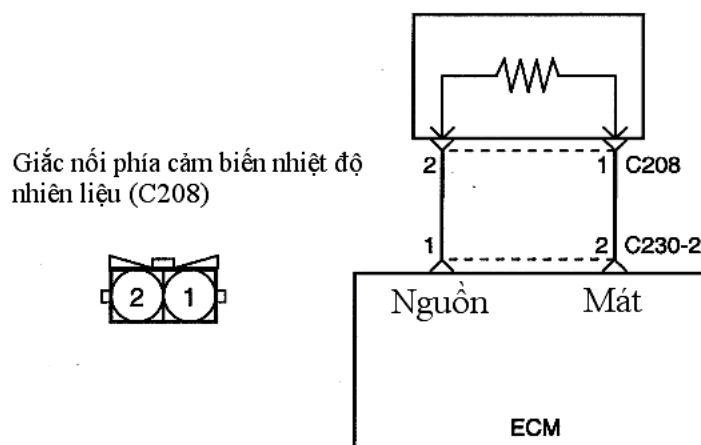 Giắc nối phía cảm biến nhiệt độ
nhiên liệu (C208)
2 1
2 1 C208
1 2 C230-2
Nguồn Mát
ECM